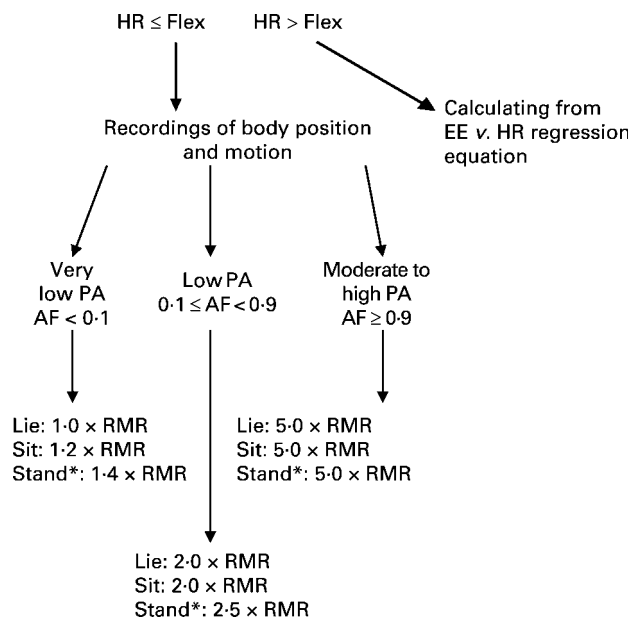 HR ≤ Flex
HR > Flex
Calculating from
EE v. HR regression
equation
Recordings of body position
and motion
Very
low PA
AF < 0·1
Low PA
0·1 ≤ AF < 0·9
Moderate to
high PA
AF ≥ 0·9
Lie: 1·0 × RMR
Sit: 1·2 × RMR
Stand*: 1·4 × RMR
Lie: 5·0 × RMR
Sit: 5·0 × RMR
Stand*: 5·0 × RMR
Lie: 2·0 × RMR
Sit: 2·0 × RMR
Stand*: 2·5 × RMR